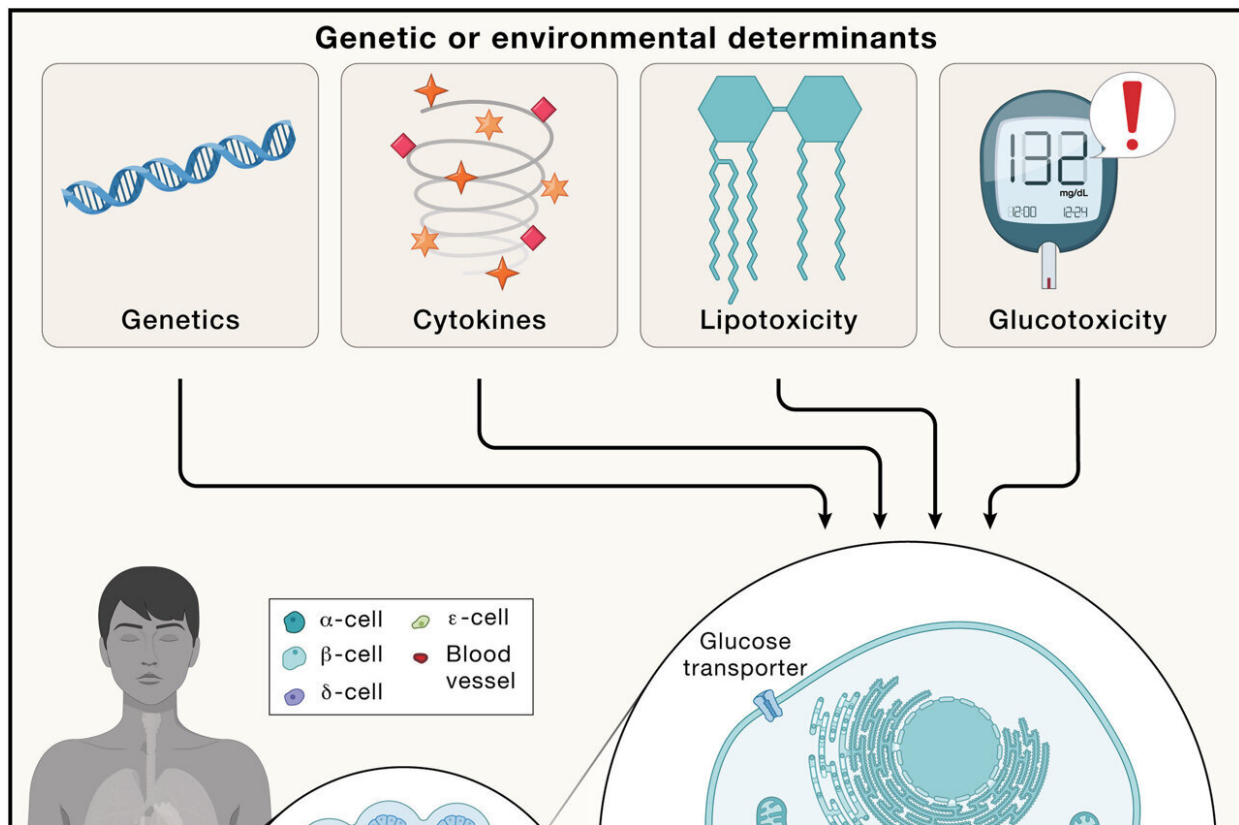 Genetic or environmental determinants
Genetics
Cytokines
Lipotoxicity
132
mg/dL
12:00 12:24
!
Glucotoxicity
α-cell
β-cell
δ-cell
ε-cell
Blood
vessel
Glucose
transporter